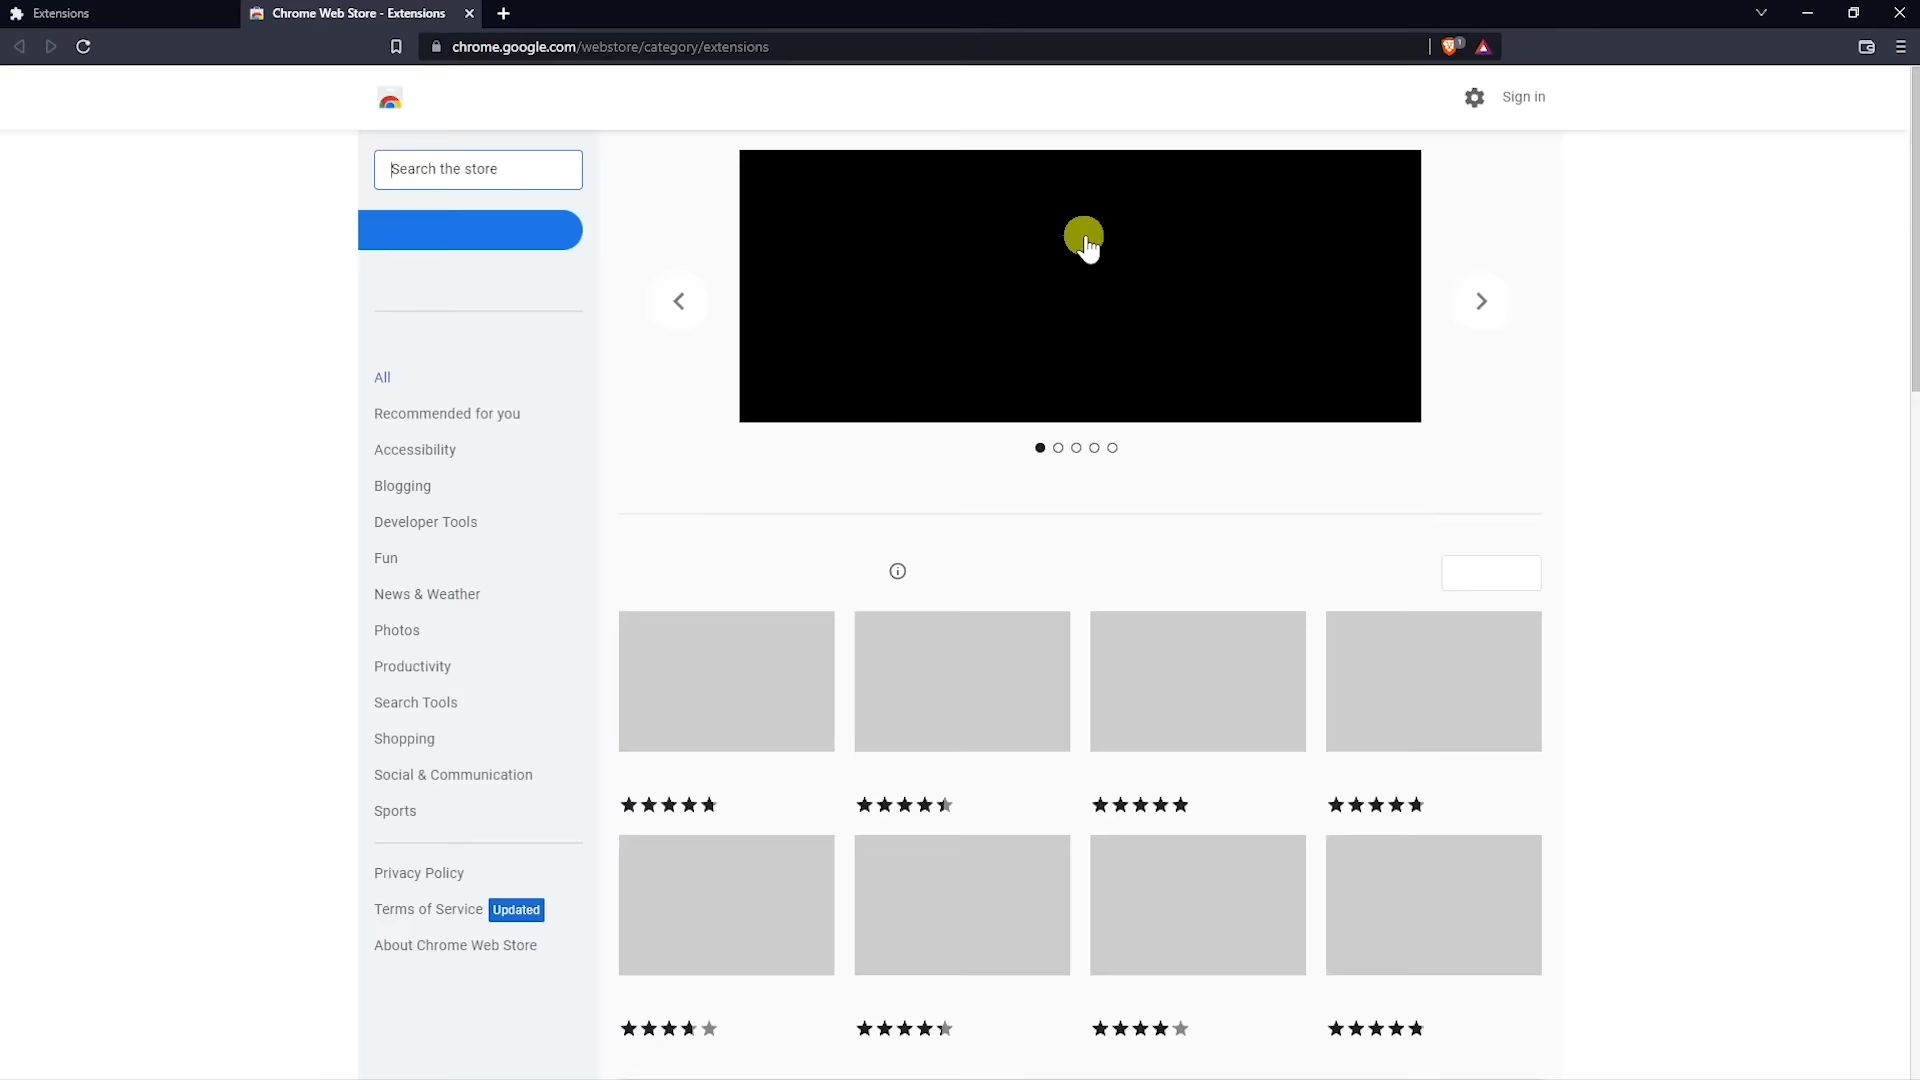 Extensions
Chrome Web Store - Extensions
chrome.google.com/webstore/category/extensions
1
Sign in
Search the store
All
Recommended for you
Accessibility
Blogging
Developer Tools
Fun
News & Weather
Photos
Productivity
Search Tools
Shopping
Social & Communication
Sports
Privacy Policy
Terms of Service Updated
About Chrome Web Store